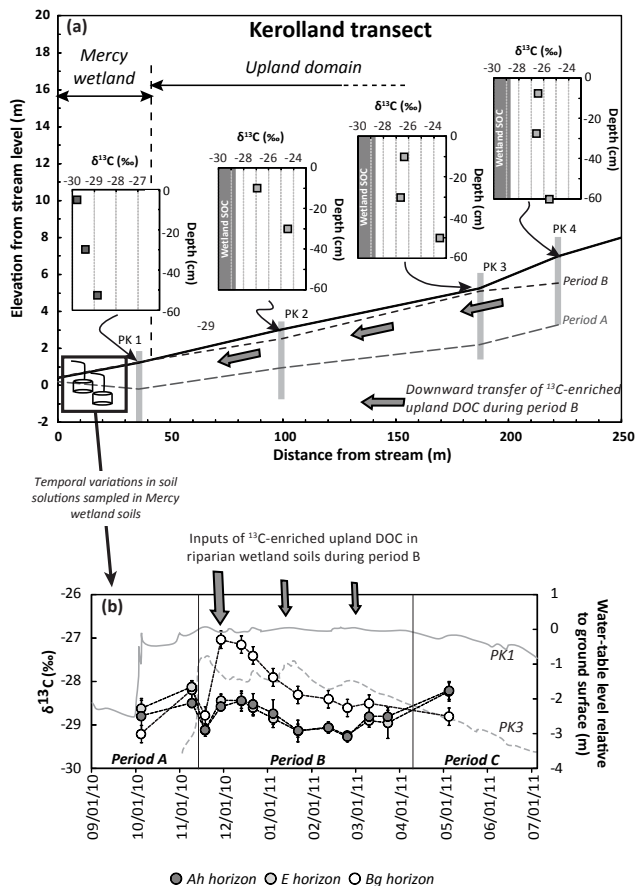 (a)
Kerolland transect
Mercy
wetland
Upland domain
20
18
16
14
12
10
8
6
4
2
0
-2
Elevation from stream level (m)
δ¹³C (‰)
-30 -29 -27
0
-20
-40
-60
Depth (cm)
δ¹³C (‰)
-30 -26 -24
Wetland SOC
0
-20
-40
-60
Depth (cm)
δ¹³C (‰)
-30 -26 -24
Wetland SOC
0
-20
-40
-60
Depth (cm)
δ¹³C (‰)
-30 -28 -26 -24
Wetland SOC
0
-20
-40
-60
Depth (cm)
-29
PK 1
PK 2
PK 3
PK 4
Period B
Period A
Downward transfer of ¹³C-enriched
upland DOC during period B
0 50 100 150 200 250
Distance from stream (m)
Temporal variations in soil
solutions sampled in Mercy
wetland soils
Inputs of ¹³C-enriched upland DOC in
riparian wetland soils during period B
(b)
-26
-27
-28
-29
-30
δ¹³C (‰)
1
0
-1
-2
-3
-4
Water-table level relative
to ground surface (m)
PK1
PK3
Period A Period B Period C
09/01/10 10/01/10 11/01/10 12/01/10 01/01/11 02/01/11 03/01/11 04/01/11 05/01/11 06/01/11 07/01/11
Ah horizon E horizon Bg horizon